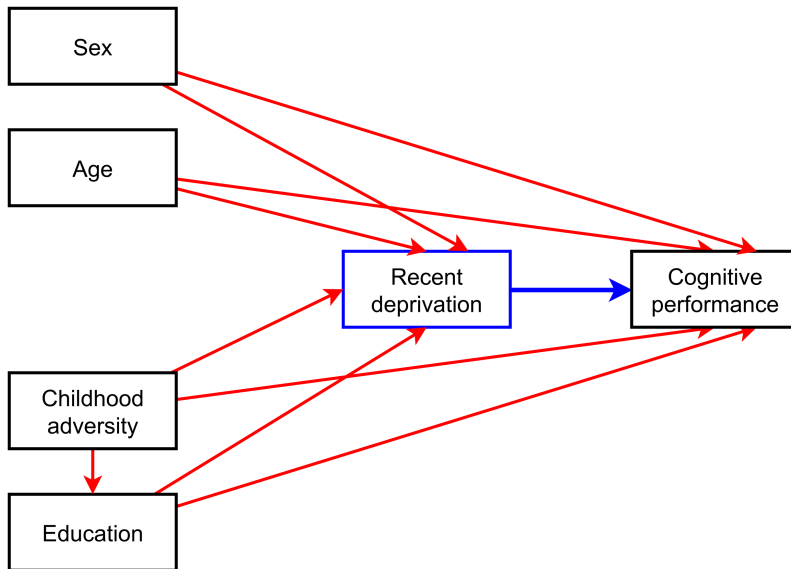 Sex
Age
Recent
deprivation
Cognitive
performance
Childhood
adversity
Education